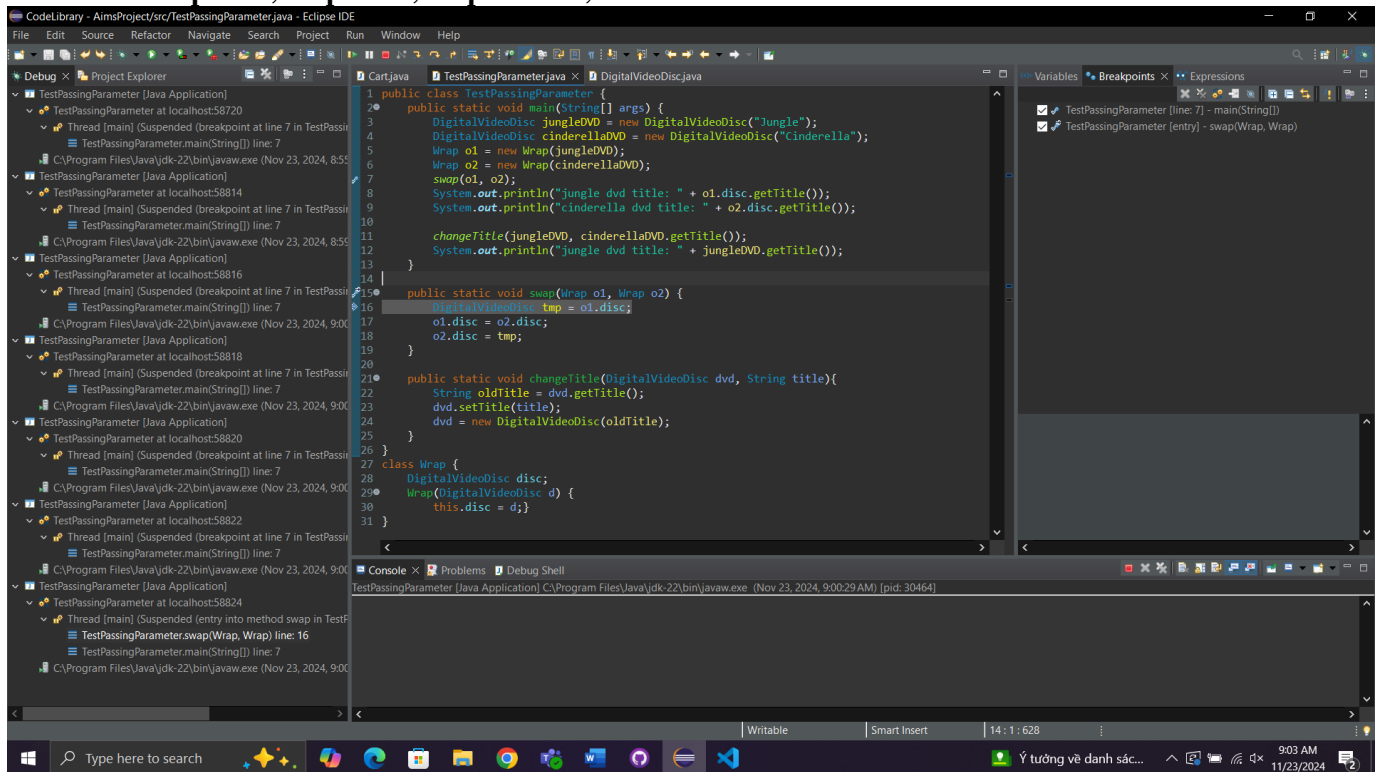 CodeLibrary - AimsProject/src/TestPassingParameter.java - Eclipse IDE
File Edit Source Refactor Navigate Search Project Run Window Help
Debug Project Explorer
TestPassingParameter [Java Application]
TestPassingParameter at localhost:58720
Thread [main] (Suspended (breakpoint at line 7 in TestPassin
TestPassingParameter.main(String[]) line: 7
C:\Program Files\Java\jdk-22\bin\javaw.exe (Nov 23, 2024, 8:55
TestPassingParameter [Java Application]
TestPassingParameter at localhost:58814
Thread [main] (Suspended (breakpoint at line 7 in TestPassin
TestPassingParameter.main(String[]) line: 7
C:\Program Files\Java\jdk-22\bin\javaw.exe (Nov 23, 2024, 8:59
TestPassingParameter [Java Application]
TestPassingParameter at localhost:58816
Thread [main] (Suspended (breakpoint at line 7 in TestPassin
TestPassingParameter.main(String[]) line: 7
C:\Program Files\Java\jdk-22\bin\javaw.exe (Nov 23, 2024, 9:00
TestPassingParameter [Java Application]
TestPassingParameter at localhost:58818
Thread [main] (Suspended (breakpoint at line 7 in TestPassin
TestPassingParameter.main(String[]) line: 7
C:\Program Files\Java\jdk-22\bin\javaw.exe (Nov 23, 2024, 9:00
TestPassingParameter [Java Application]
TestPassingParameter at localhost:58820
Thread [main] (Suspended (breakpoint at line 7 in TestPassin
TestPassingParameter.main(String[]) line: 7
C:\Program Files\Java\jdk-22\bin\javaw.exe (Nov 23, 2024, 9:00
TestPassingParameter [Java Application]
TestPassingParameter at localhost:58822
Thread [main] (Suspended (breakpoint at line 7 in TestPassin
TestPassingParameter.main(String[]) line: 7
C:\Program Files\Java\jdk-22\bin\javaw.exe (Nov 23, 2024, 9:00
TestPassingParameter [Java Application]
TestPassingParameter at localhost:58824
Thread [main] (Suspended (entry into method swap in TestP
TestPassingParameter.swap(Wrap, Wrap) line: 16
TestPassingParameter.main(String[]) line: 7
C:\Program Files\Java\jdk-22\bin\javaw.exe (Nov 23, 2024, 9:00
Cart.java TestPassingParameter.java DigitalVideoDisc.java
1 public class TestPassingParameter {
2 public static void main(String[] args) {
3 DigitalVideoDisc jungleDVD = new DigitalVideoDisc("Jungle");
4 DigitalVideoDisc cinderellaDVD = new DigitalVideoDisc("Cinderella");
5 Wrap o1 = new Wrap(jungleDVD);
6 Wrap o2 = new Wrap(cinderellaDVD);
7 swap(o1, o2);
8 System.out.println("jungle dvd title: " + o1.disc.getTitle());
9 System.out.println("cinderella dvd title: " + o2.disc.getTitle());
10
11 changeTitle(jungleDVD, cinderellaDVD.getTitle());
12 System.out.println("jungle dvd title: " + jungleDVD.getTitle());
13 }
14
15 public static void swap(Wrap o1, Wrap o2) {
16 DigitalVideoDisc tmp = o1.disc;
17 o1.disc = o2.disc;
18 o2.disc = tmp;
19 }
20
21 public static void changeTitle(DigitalVideoDisc dvd, String title){
22 String oldTitle = dvd.getTitle();
23 dvd.setTitle(title);
24 dvd = new DigitalVideoDisc(oldTitle);
25 }
26 }
27 class Wrap {
28 DigitalVideoDisc disc;
29 Wrap(DigitalVideoDisc d) {
30 this.disc = d;}
31 }
Variables Breakpoints Expressions
TestPassingParameter [line: 7] - main(String[])
TestPassingParameter [entry] - swap(Wrap, Wrap)
Console Problems Debug Shell
TestPassingParameter [Java Application] C:\Program Files\Java\jdk-22\bin\javaw.exe (Nov 23, 2024, 9:00:29 AM) [pid: 30464]
Writable Smart Insert 14 : 1 : 628
Type here to search
Ý tưởng về danh sác...
9:03 AM
11/23/2024
2